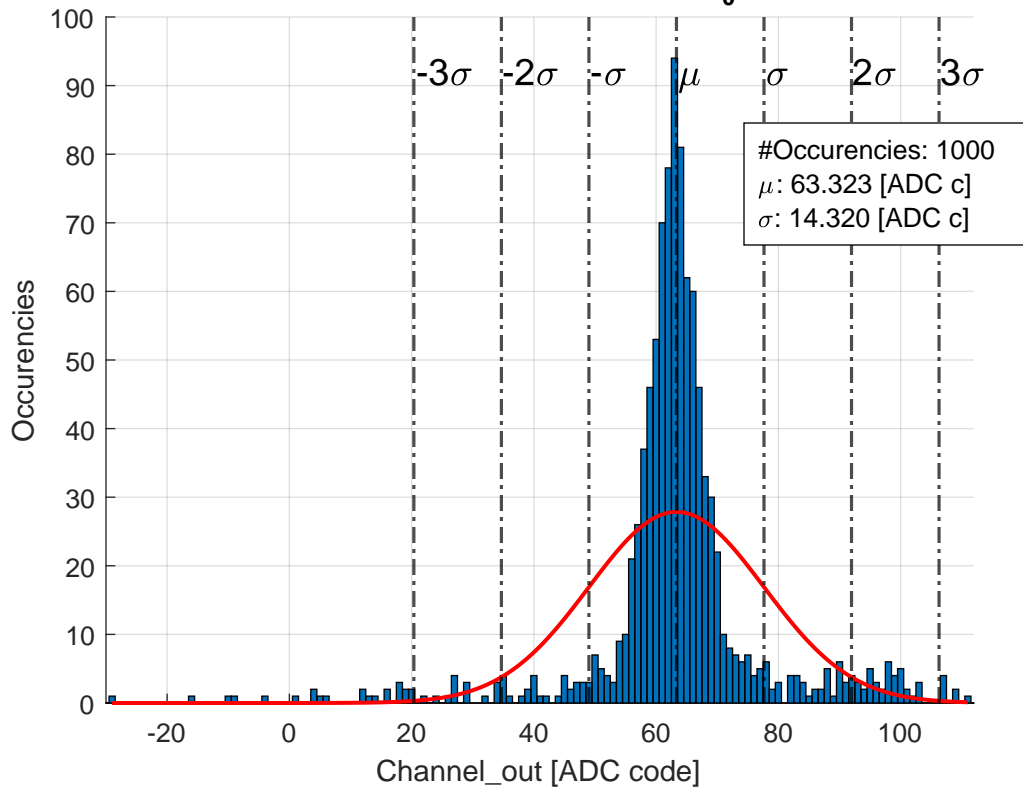 100
90
80
70
60
50
40
30
20
10
0
Occurencies
-3σ -2σ -σ μ σ 2σ 3σ
#Occurencies: 1000
μ: 63.323 [ADC c]
σ: 14.320 [ADC c]
-20 0 20 40 60 80 100
Channel_out [ADC code]